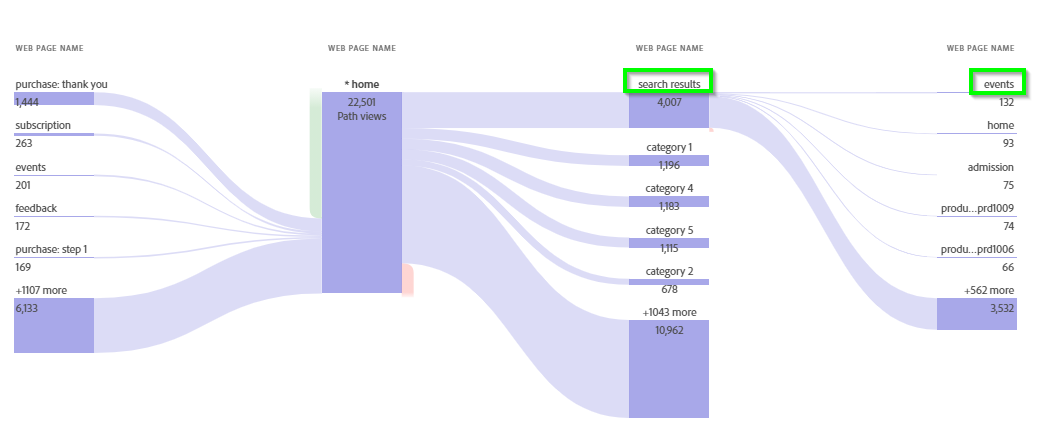 WEB PAGE NAME
WEB PAGE NAME
WEB PAGE NAME
WEB PAGE NAME
purchase: thank you
1,444
subscription
263
events
201
feedback
172
purchase: step 1
169
+1107 more
6,133
* home
22,501
Path views
search results
4,007
category 1
1,196
category 4
1,183
category 5
1,115
category 2
678
+1043 more
10,962
events
132
home
93
admission
75
produ...prd1009
74
produ...prd1006
66
+562 more
3,532